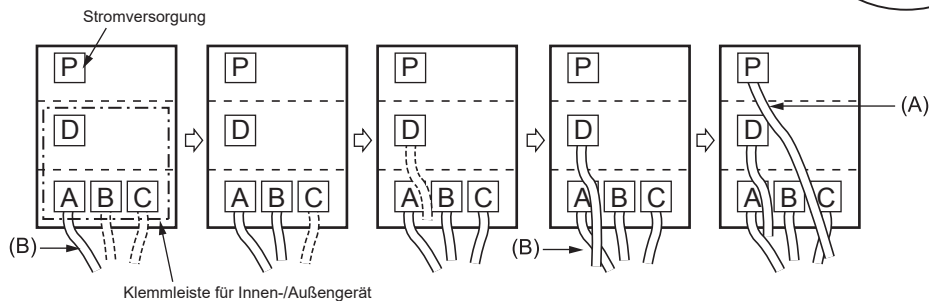 Stromversorgung
P P P P P
(A)
D D D D D
A B C A B C A B C A B C A B C
(B) (B)
Klemmleiste für Innen-/Außengerät